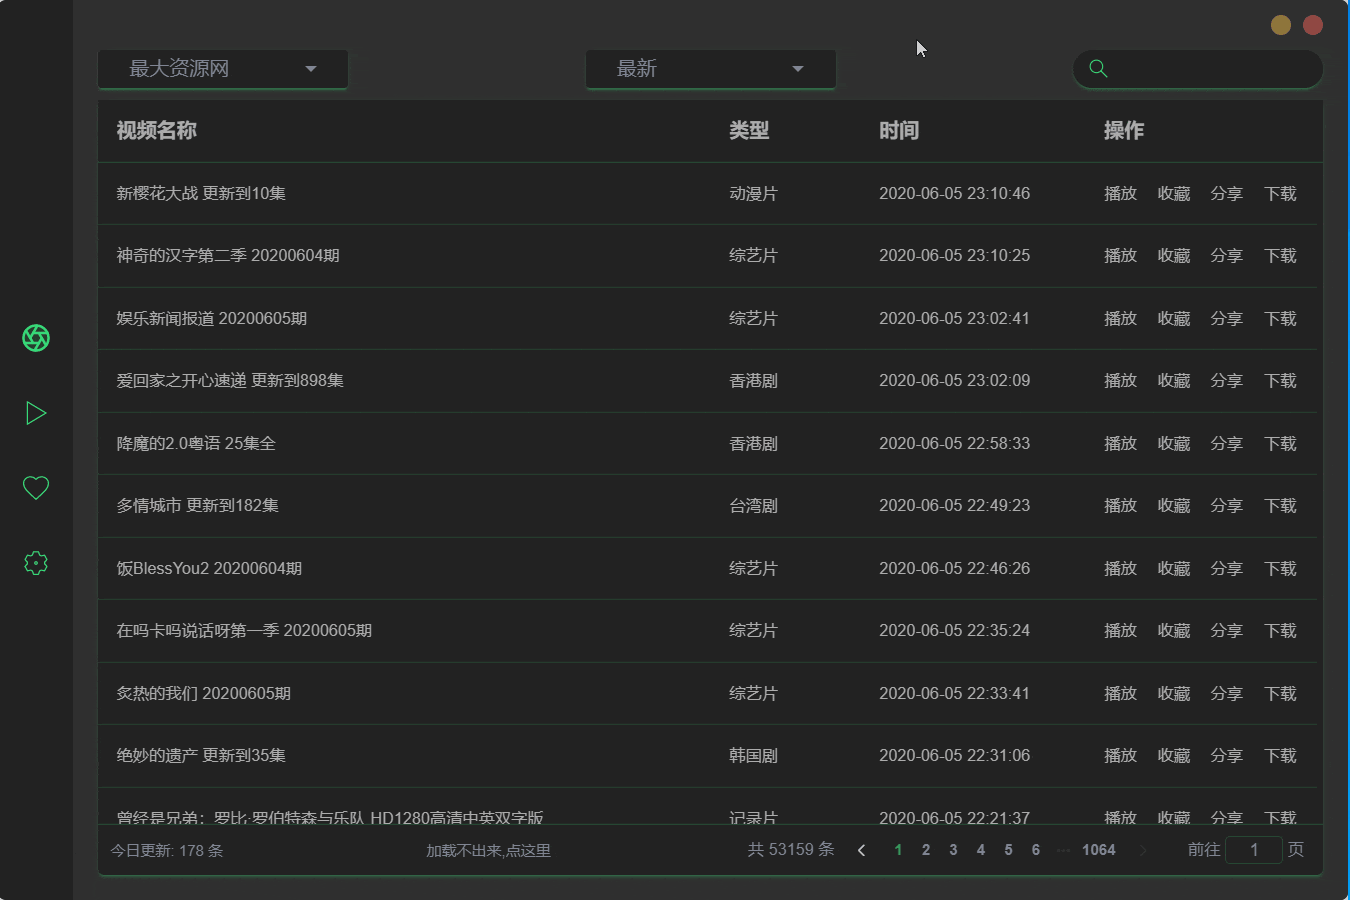 最大资源网 最新
视频名称 类型 时间 操作
新樱花大战 更新到10集 动漫片 2020-06-05 23:10:46 播放 收藏 分享 下载
神奇的汉字第二季 20200604期 综艺片 2020-06-05 23:10:25 播放 收藏 分享 下载
娱乐新闻报道 20200605期 综艺片 2020-06-05 23:02:41 播放 收藏 分享 下载
爱回家之开心速递 更新到898集 香港剧 2020-06-05 23:02:09 播放 收藏 分享 下载
降魔的2.0粤语 25集全 香港剧 2020-06-05 22:58:33 播放 收藏 分享 下载
多情城市 更新到182集 台湾剧 2020-06-05 22:49:23 播放 收藏 分享 下载
饭BlessYou2 20200604期 综艺片 2020-06-05 22:46:26 播放 收藏 分享 下载
在吗卡吗说话呀第一季 20200605期 综艺片 2020-06-05 22:35:24 播放 收藏 分享 下载
炙热的我们 20200605期 综艺片 2020-06-05 22:33:41 播放 收藏 分享 下载
绝妙的遗产 更新到35集 韩国剧 2020-06-05 22:31:06 播放 收藏 分享 下载
曾经是兄弟：罗比·罗伯特森与乐队 HD1280高清中英双字版 记录片 2020-06-05 22:21:37 播放 收藏 分享 下载
今日更新: 178 条 加载不出来,点这里 共 53159 条 1 2 3 4 5 6 ··· 1064 前往 1 页